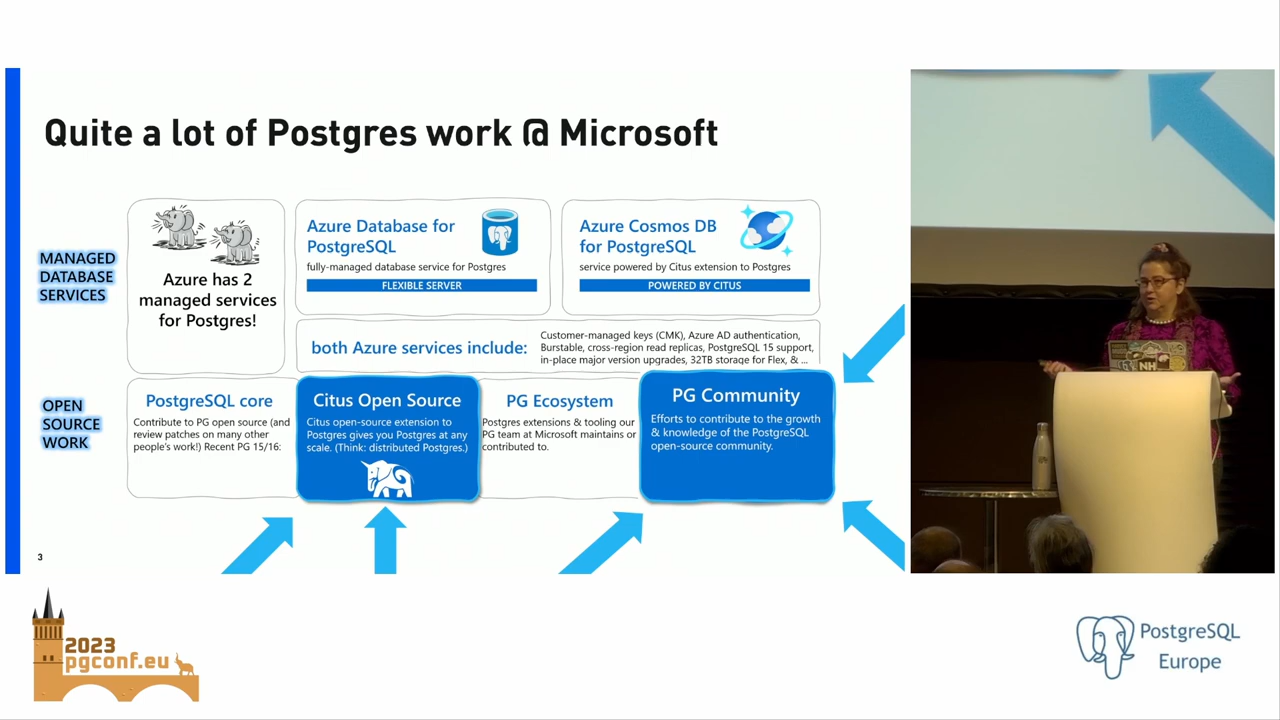 Quite a lot of Postgres work @ Microsoft
MANAGED
DATABASE
SERVICES
Azure has 2
managed services
for Postgres!
Azure Database for
PostgreSQL
fully-managed database service for Postgres
FLEXIBLE SERVER
Azure Cosmos DB
for PostgreSQL
service powered by Citus extension to Postgres
POWERED BY CITUS
both Azure services include:
Customer-managed keys (CMK), Azure AD authentication,
Burstable, cross-region read replicas, PostgreSQL 15 support,
in-place major version upgrades, 32TB storage for Flex, & ...
OPEN
SOURCE
WORK
PostgreSQL core
Contribute to PG open source (and
review patches on many other
people's work!) Recent PG 15/16:
Citus Open Source
Citus open-source extension to
Postgres gives you Postgres at any
scale. (Think: distributed Postgres.)
PG Ecosystem
Postgres extensions & tooling our
PG team at Microsoft maintains or
contributed to.
PG Community
Efforts to contribute to the growth
& knowledge of the PostgreSQL
open-source community.
3
NH
2023
pgconf.eu
PostgreSQL
Europe